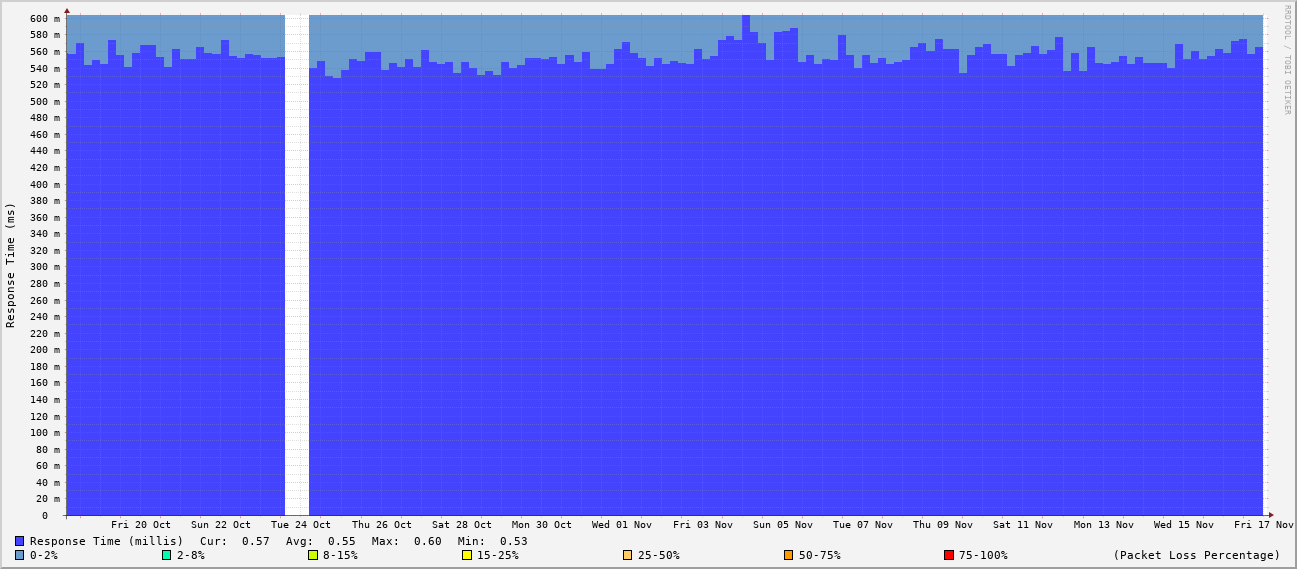 RRDTOOL / TOBI OETIKER
Response Time (ms)
600 m
580 m
560 m
540 m
520 m
500 m
480 m
460 m
440 m
420 m
400 m
380 m
360 m
340 m
320 m
300 m
280 m
260 m
240 m
220 m
200 m
180 m
160 m
140 m
120 m
100 m
80 m
60 m
40 m
20 m
0
Fri 20 Oct Sun 22 Oct Tue 24 Oct Thu 26 Oct Sat 28 Oct Mon 30 Oct Wed 01 Nov Fri 03 Nov Sun 05 Nov Tue 07 Nov Thu 09 Nov Sat 11 Nov Mon 13 Nov Wed 15 Nov Fri 17 Nov
Response Time (millis) Cur: 0.57 Avg: 0.55 Max: 0.60 Min: 0.53
0-2% 2-8% 8-15% 15-25% 25-50% 50-75% 75-100% (Packet Loss Percentage)